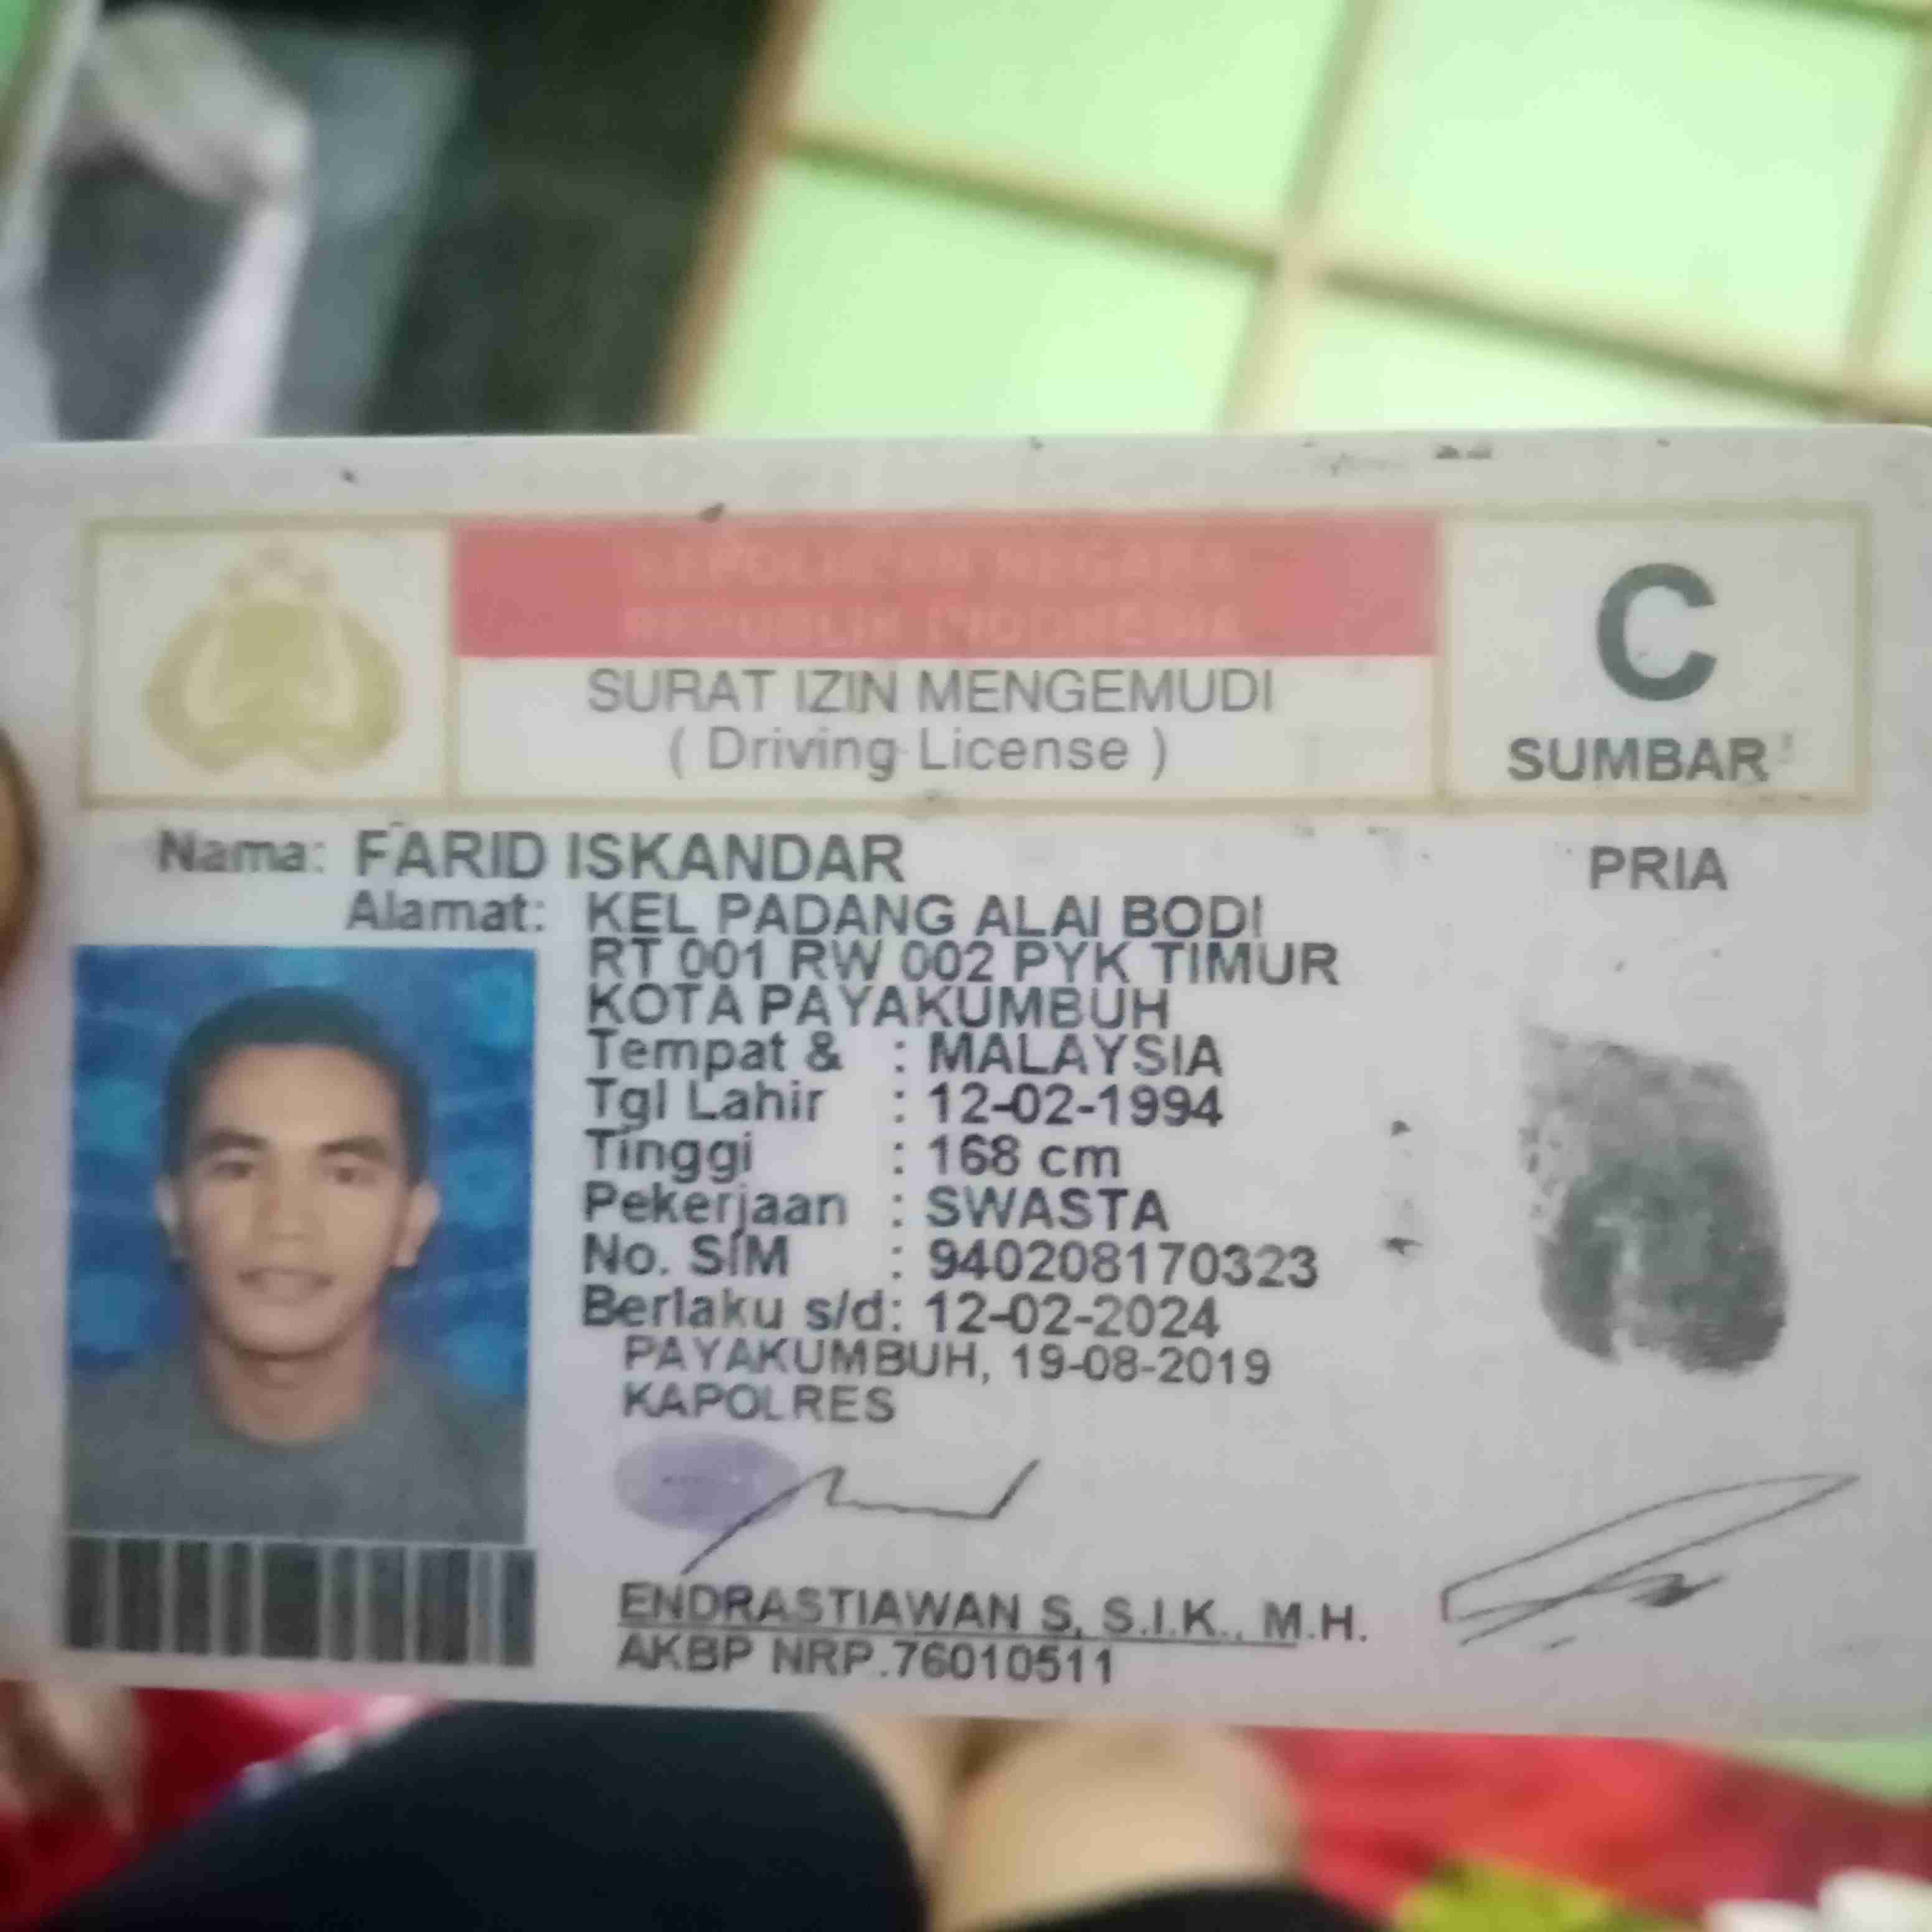 KEPOLISIAN NEGARA
REPUBLIK INDONESIA
SURAT IZIN MENGEMUDI
( Driving License )
C
SUMBAR
Nama: FARID ISKANDAR
PRIA
Alamat: KEL PADANG ALAI BODI
RT 001 RW 002 PYK TIMUR
KOTA PAYAKUMBUH
Tempat & : MALAYSIA
Tgl Lahir : 12-02-1994
Tinggi : 168 cm
Pekerjaan : SWASTA
No. SIM : 940208170323
Berlaku s/d: 12-02-2024
PAYAKUMBUH, 19-08-2019
KAPOLRES
ENDRASTIAWAN S, S.I.K., M.H.
AKBP NRP.76010511